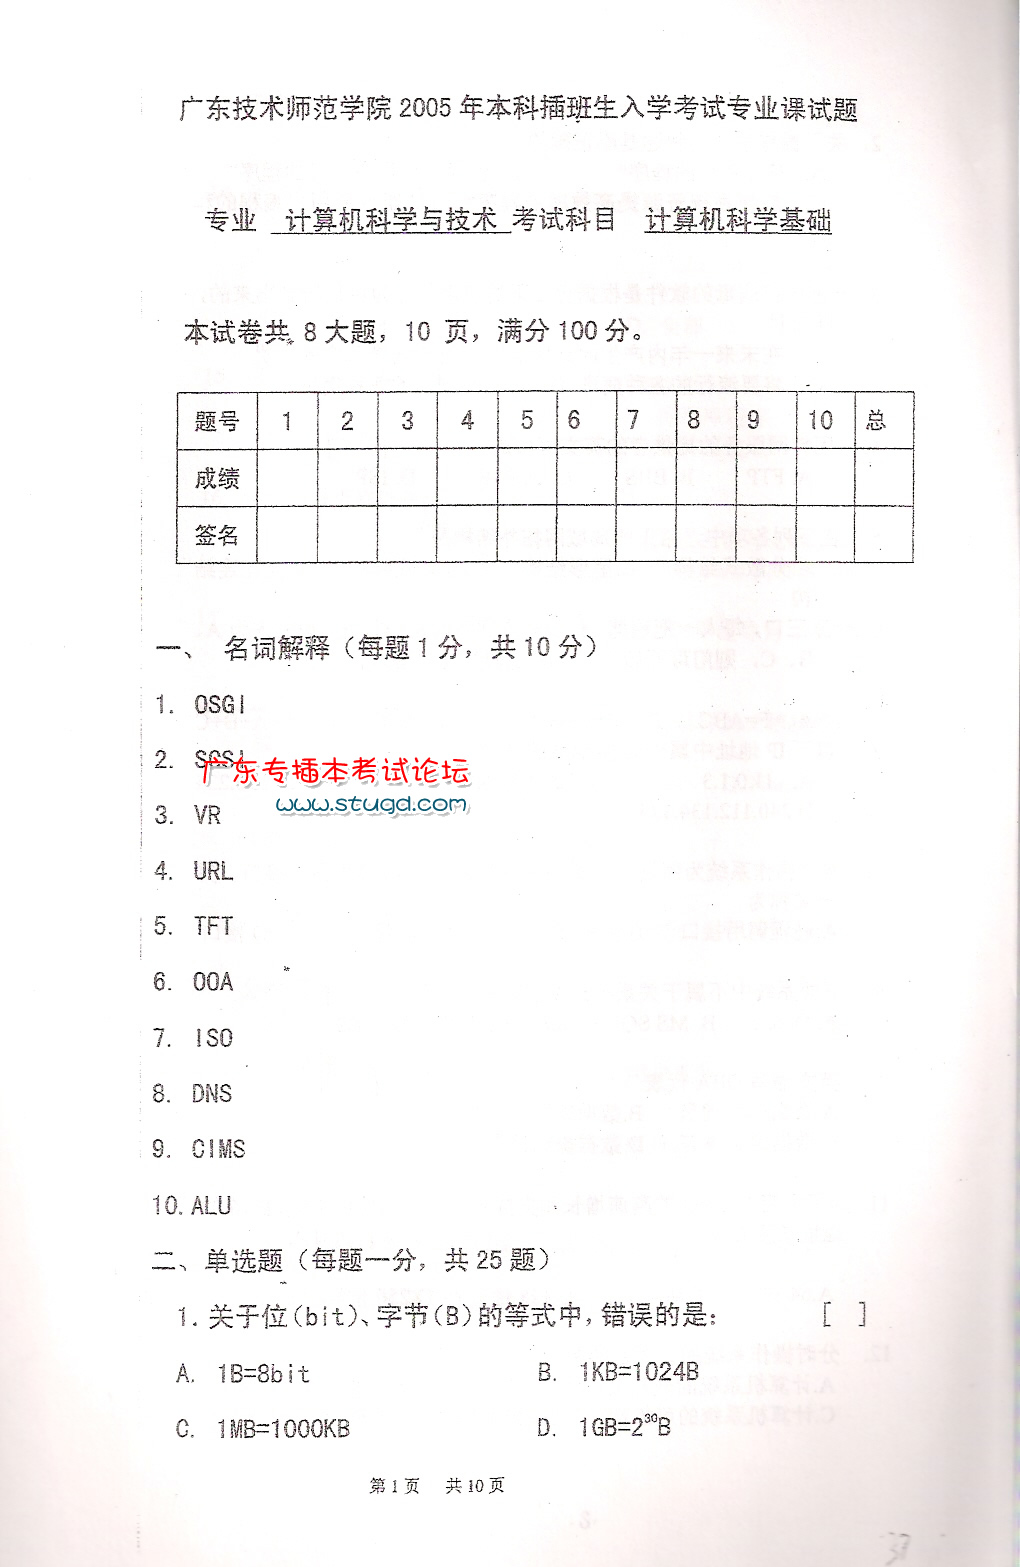 广东技术师范学院 2005 年本科插班生入学考试专业课试题
专业 计算机科学与技术 考试科目 计算机科学基础
本试卷共 8 大题，10 页，满分 100 分。
题号 1 2 3 4 5 6 7 8 9 10 总
成绩
签名
一、 名词解释（每题 1 分，共 10 分）
1. OSGI
2. SCSI
广东专插本考试论坛
www.stugd.com
3. VR
4. URL
5. TFT
6. OOA
7. ISO
8. DNS
9. CIMS
10. ALU
二、单选题（每题一分，共 25 题）
1. 关于位(bit)、字节(B)的等式中，错误的是： [ ]
A. 1B=8bit B. 1KB=1024B
C. 1MB=1000KB D. 1GB=2³⁰B
第 1 页 共 10 页